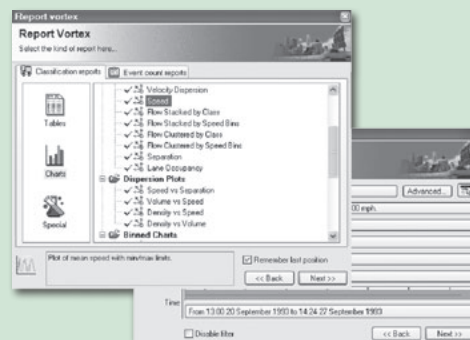 Report vortex
Report Vortex
Select the kind of report here...
Classification reports
Event count reports
Tables
Charts
Special
Velocity Dispersion
Speed
Flow Stacked by Class
Flow Stacked by Speed Bins
Flow Clustered by Class
Flow Clustered by Speed Bins
Separation
Lane Occupancy
Dispersion Plots
Speed vs Separation
Volume vs Speed
Density vs Speed
Density vs Volume
Binned Charts
Plot of mean speed with min/max limits.
Remember last position
<< Back
Next >>
Advanced...
00 mph.
Time
From 13:00 20 September 1993 to 14:24 27 September 1993
Disable filter
<< Back
Next >>